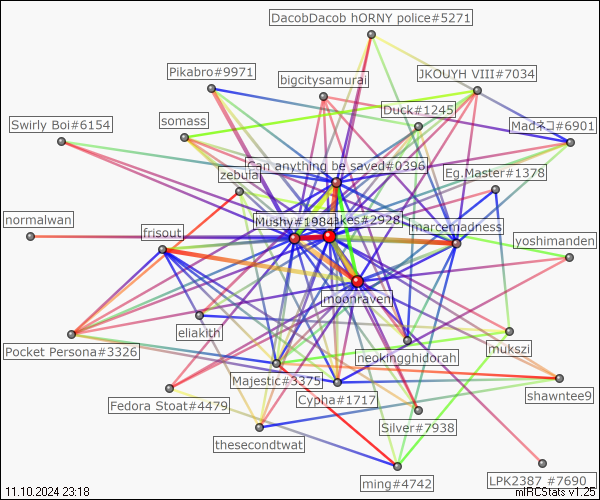 DacobDacob hORNY police#5271
Pikabro#9971
bigcitysamurai
JKOUYH VIII#7034
Duck#1245
Swirly Boi#6154
somass
Madネコ#6901
Can anything be saved#0396
zebula
Eg.Master#1378
normalwan
Mushy#1984
akes#2928
frisout
marcemadness
yoshimanden
moonraven
eliakith
mukszi
Pocket Persona#3326
neokingghidorah
Majestic#3375
Cypha#1717
shawntee9
Fedora Stoat#4479
Silver#7938
thesecondtwat
ming#4742
LPK2387 #7690
11.10.2024 23:18
mIRCStats v1.25